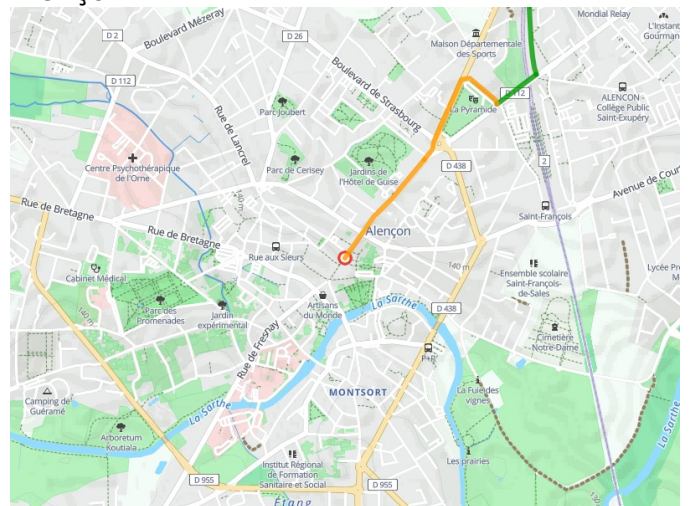 Mondial Relay
L'Instant
Gourman
Boulevard Mézeray
D 2
D 26
Maison Départementale
des Sports
D 112
Boulevard de Strasbourg
D 112
La Pyramide
ALENCON -
Collège Public
Saint-Exupéry
Parc Joubert
Rue de Lancrel
Centre Psychothérapique
de l'Orne
Parc de Cerisey
Jardins de
l'Hôtel de Guise
D 438
2
Avenue de Cour
140 m
Saint-François
Rue de Bretagne
Rue de Bretagne
Alençon
Rue aux Sieurs
140 m
Ensemble scolaire
Saint-François-
de-Sales
Lycée Pr
Cabinet Médical
Parc des
Promenades
Jardin
expérimental
Artisans
du Monde
La Sarthe
D 438
140 m
Rue de Fresnay
P+R
Cimetière
Notre-Dame
MONTSORT
La Fuie des
vignes
Camping de
Guéramé
La Sarthe
Arboretum
Koutiala
Les prairies
La Sarthe
Institut Régional
de Formation
Sanitaire et Social
D 955
D 955
130 m
Étang